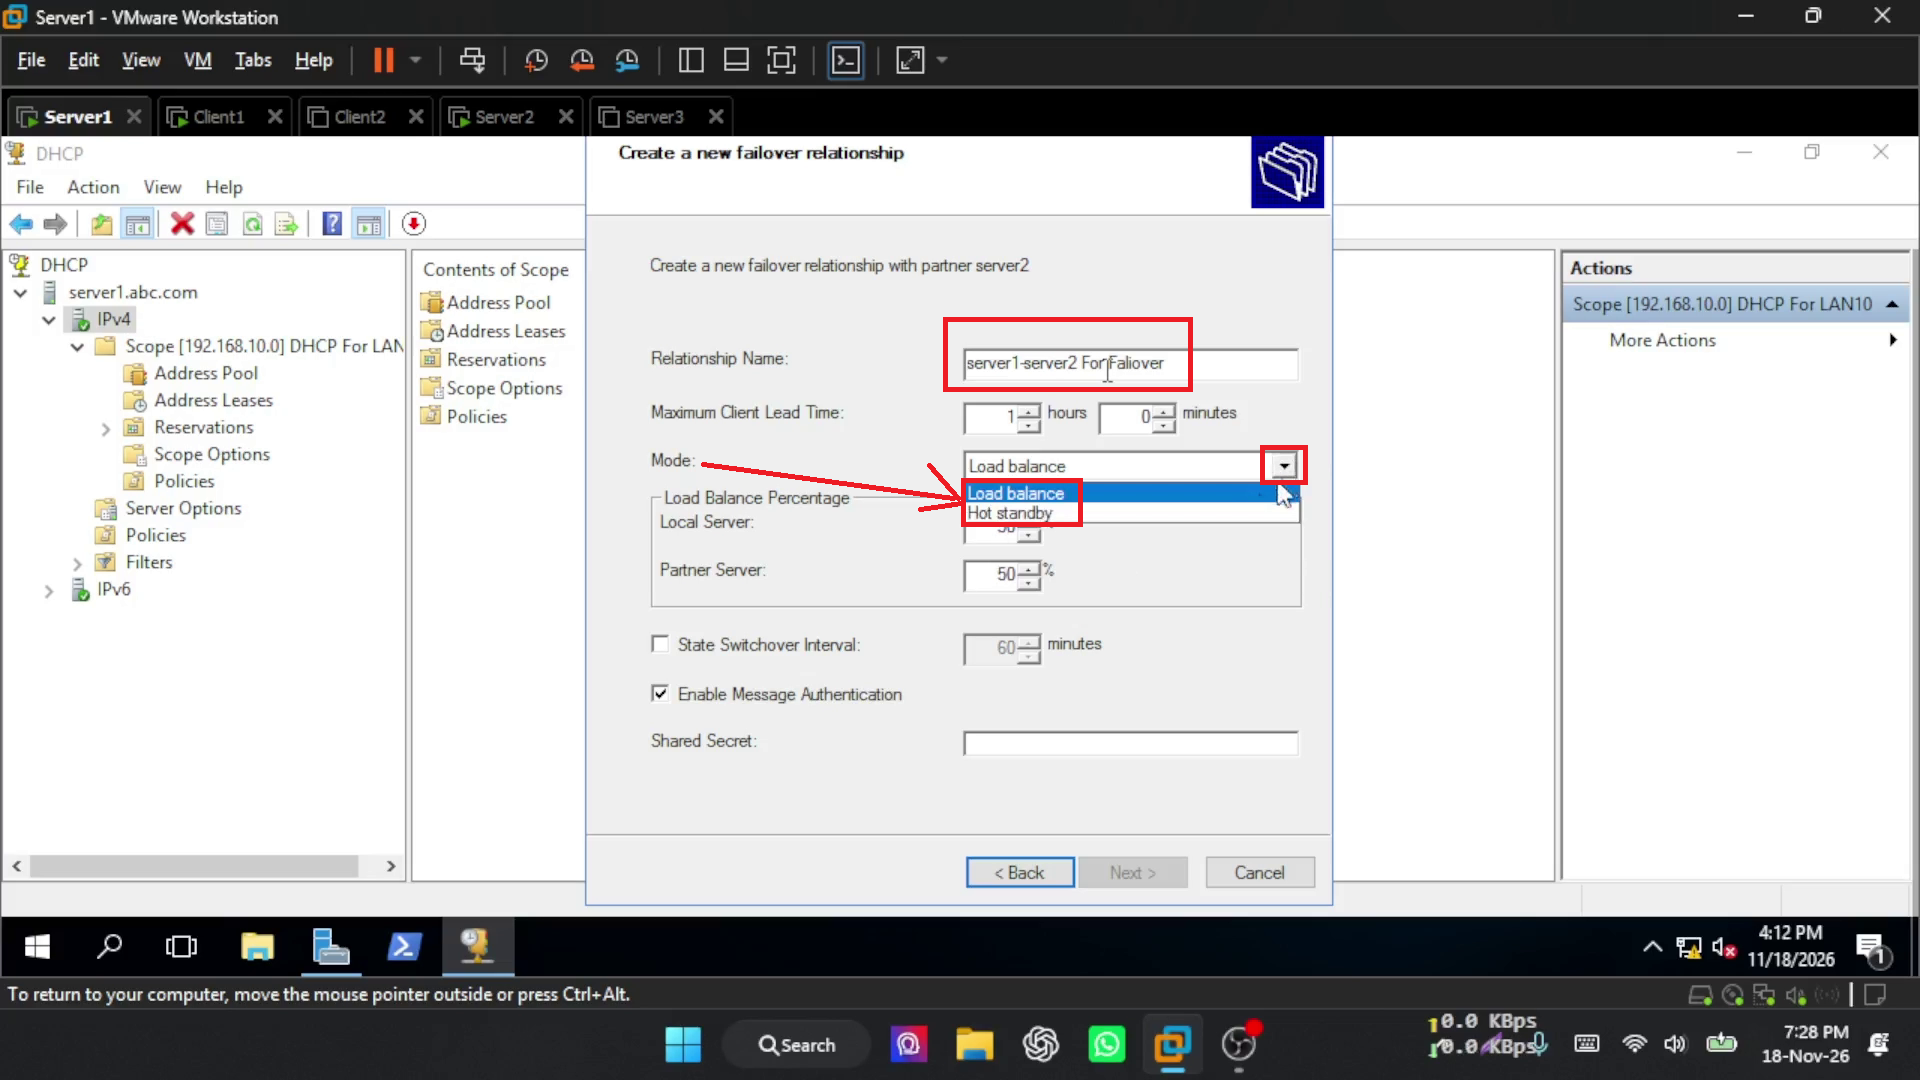 Server1 - VMware Workstation
File Edit View VM Tabs Help
Server1 Client1 Client2 Server2 Server3
DHCP
File Action View Help
DHCP
server1.abc.com
IPv4
Scope [192.168.10.0] DHCP For LAN
Address Pool
Address Leases
Reservations
Scope Options
Policies
Server Options
Policies
Filters
IPv6
Contents of Scope
Address Pool
Address Leases
Reservations
Scope Options
Policies
Create a new failover relationship
Create a new failover relationship with partner server2
Relationship Name: server1-server2 For Faliover
Maximum Client Lead Time: 1 hours 0 minutes
Mode: Load balance
Load balance
Hot standby
Load Balance Percentage
Local Server:
Partner Server: 50 %
State Switchover Interval: 60 minutes
Enable Message Authentication
Shared Secret:
< Back Next > Cancel
Actions
Scope [192.168.10.0] DHCP For LAN10
More Actions
4:12 PM
11/18/2026
1
To return to your computer, move the mouse pointer outside or press Ctrl+Alt.
Search
0.0 KBps
0.0 KBps
7:28 PM
18-Nov-26